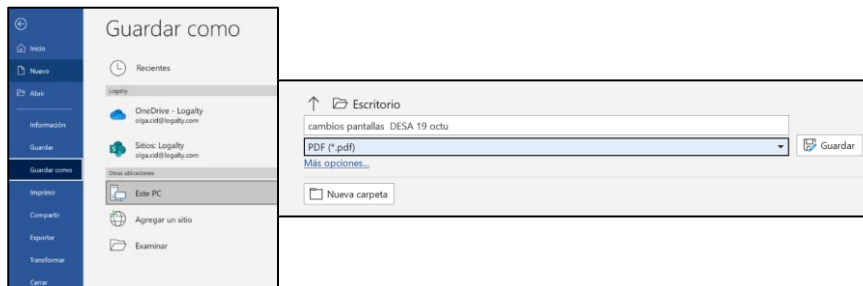 Guardar como
Inicio
Nuevo
Abrir
Información
Guardar
Guardar como
Imprimir
Compartir
Exportar
Transformar
Cerrar
Recientes
Logalty
OneDrive - Logalty
olga.cid@logalty.com
Sitios: Logalty
olga.cid@logalty.com
Otras ubicaciones
Este PC
Agregar un sitio
Examinar
Escritorio
cambios pantallas DESA 19 octu
PDF (*.pdf)
Guardar
Más opciones...
Nueva carpeta